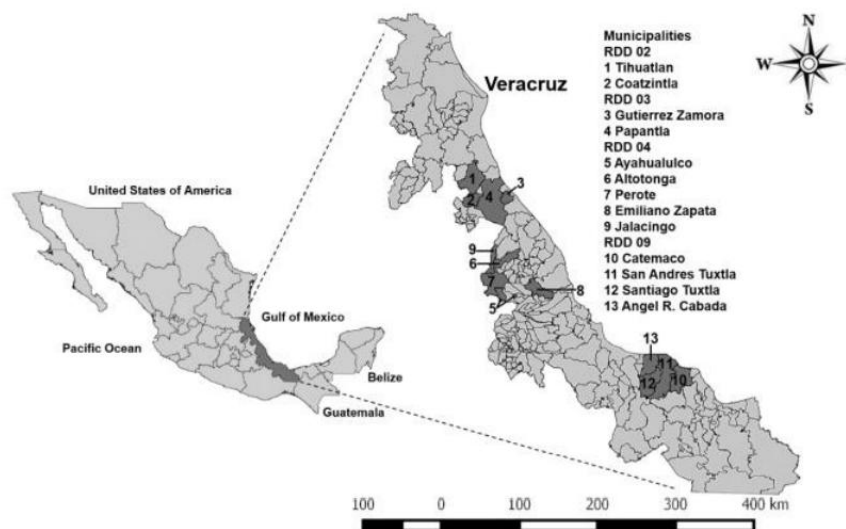 Municipalities
RDD 02
1 Tihuatlan
2 Coatzintla
RDD 03
3 Gutierrez Zamora
4 Papantla
RDD 04
5 Ayahualulco
6 Altotonga
7 Perote
8 Emiliano Zapata
9 Jalacingo
RDD 09
10 Catemaco
11 San Andres Tuxtla
12 Santiago Tuxtla
13 Angel R. Cabada
N
W E
S
Veracruz
1
2 4 3
9
6
7
5
8
13
11
12 10
United States of America
Gulf of Mexico
Pacific Ocean
Belize
Guatemala
100 0 100 200 300 400 km